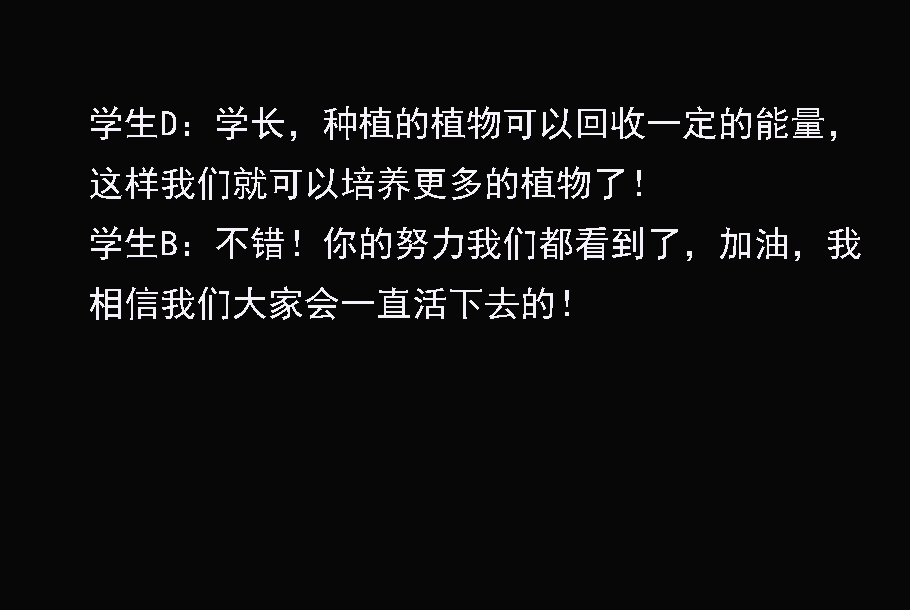 学生D：学长，种植的植物可以回收一定的能量，
这样我们就可以培养更多的植物了！
学生B：不错！你的努力我们都看到了，加油，我
相信我们大家会一直活下去的！